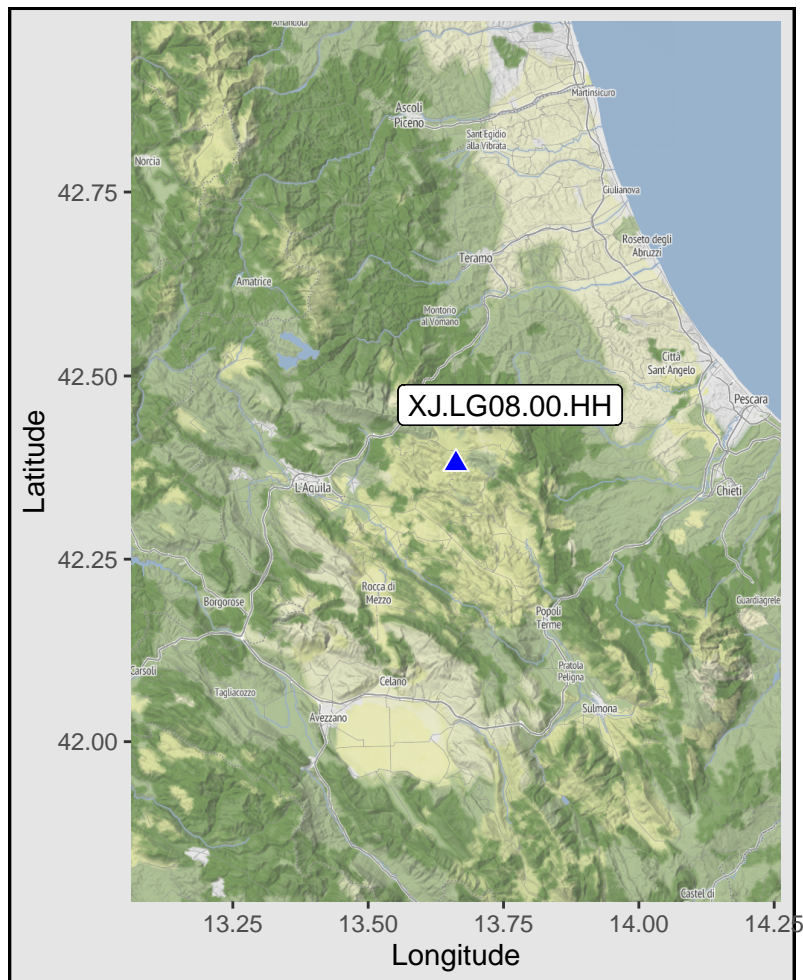 Amandola
Martinsicuro
Ascoli
Piceno
Sant'Egidio
alla Vibrata
Norcia
42.75
Giulianova
Roseto degli
Abruzzi
Teramo
Amatrice
Montorio
al Vomano
42.50
Città
Sant'Angelo
XJ.LG08.00.HH
Pescara
Latitude
L'Aquila
Chieti
42.25
Rocca di
Mezzo
Borgorose
Guardiagrele
Popoli
Terme
Carsoli
Pratola
Peligna
Celano
Tagliacozzo
Sulmona
Avezzano
42.00
Castel di
13.25
13.50
13.75
14.00
14.25
Longitude